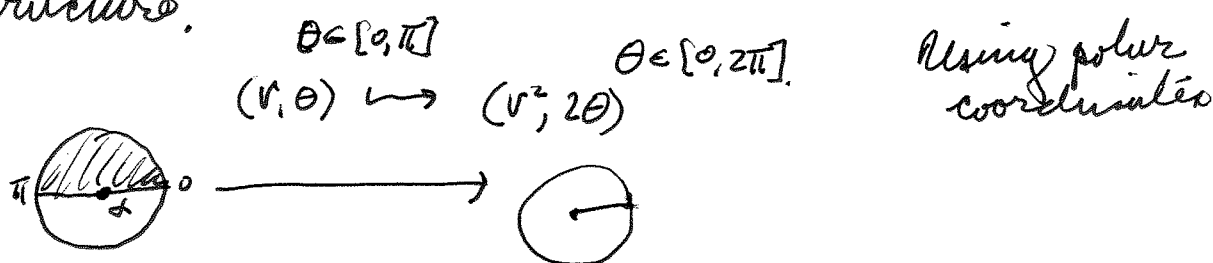 θ ∈ [0, π]
θ ∈ [0, 2π].
Using polar
(r, θ) ↦ (r², 2θ)
coordinates
π 0
α